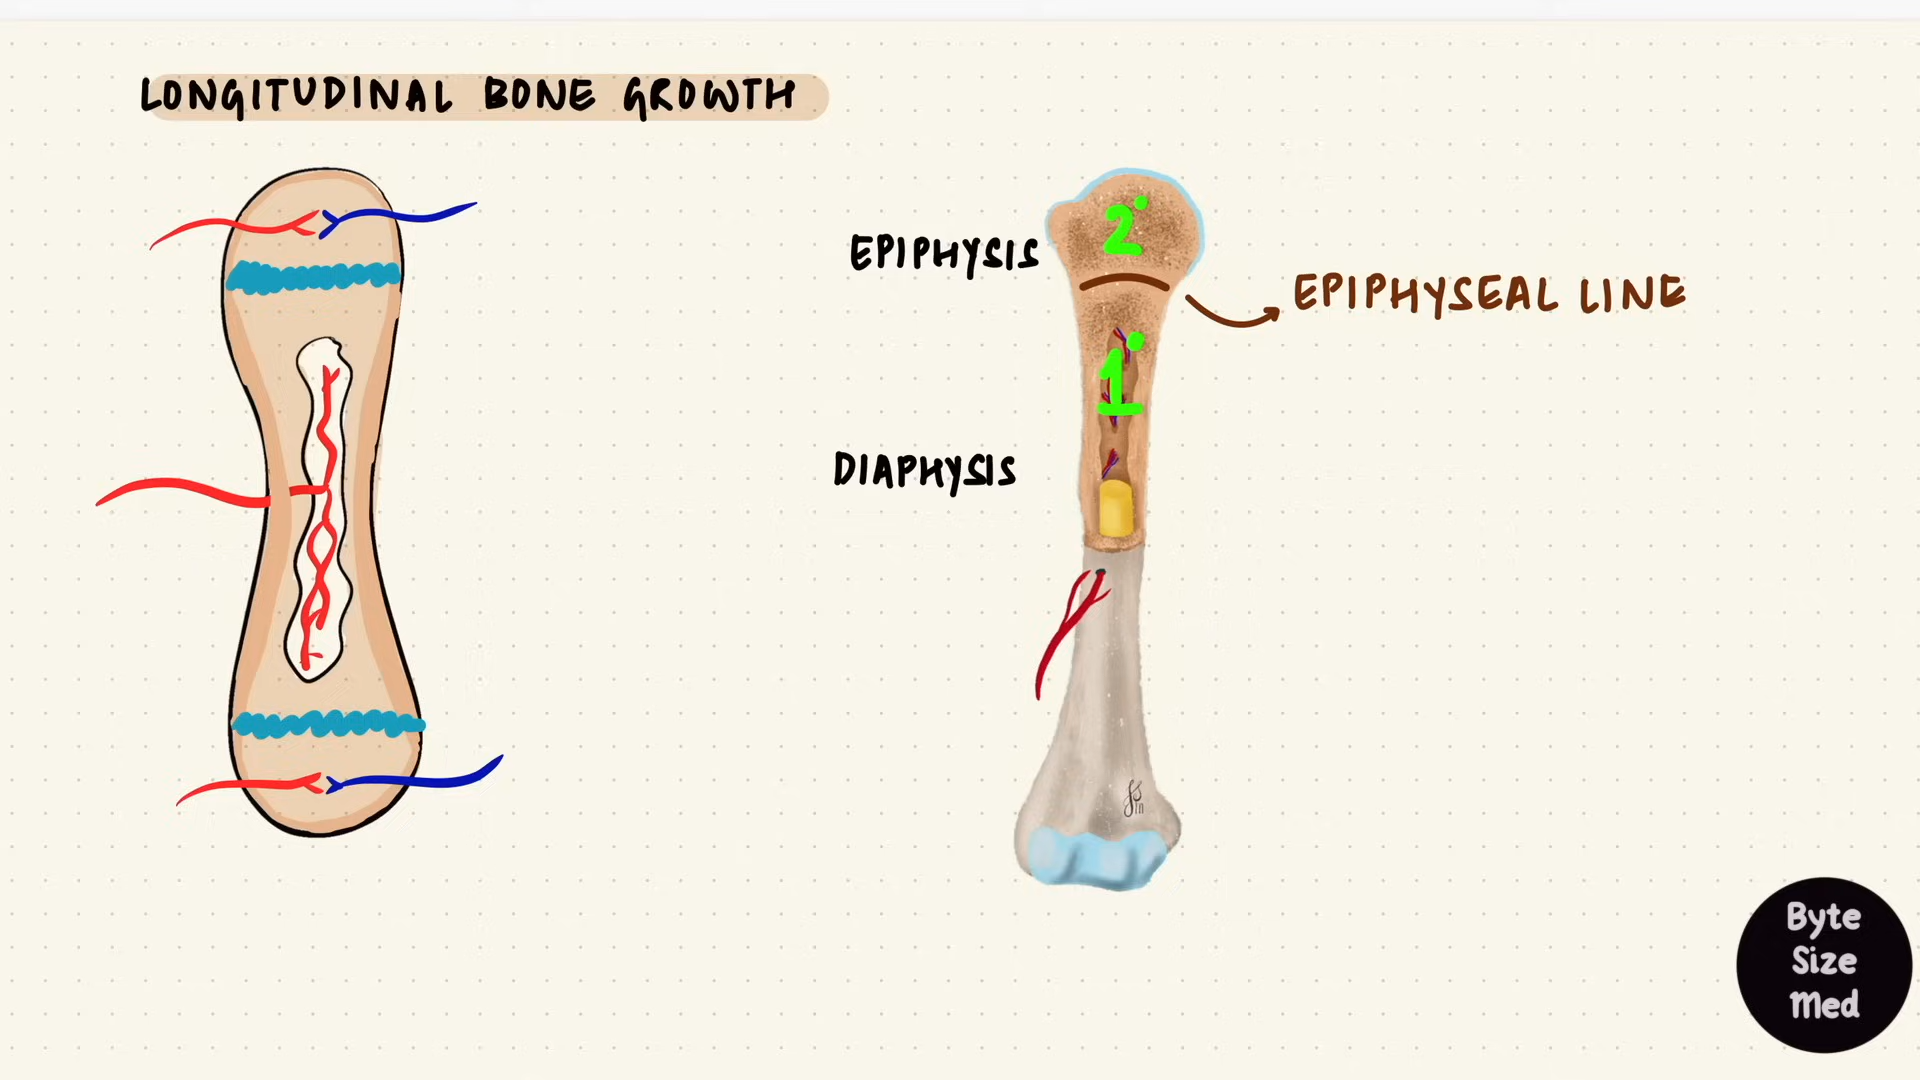 LONGITUDINAL BONE GROWTH
2°
EPIPHYSIS
EPIPHYSEAL LINE
1°
DIAPHYSIS
Byte
Size
Med